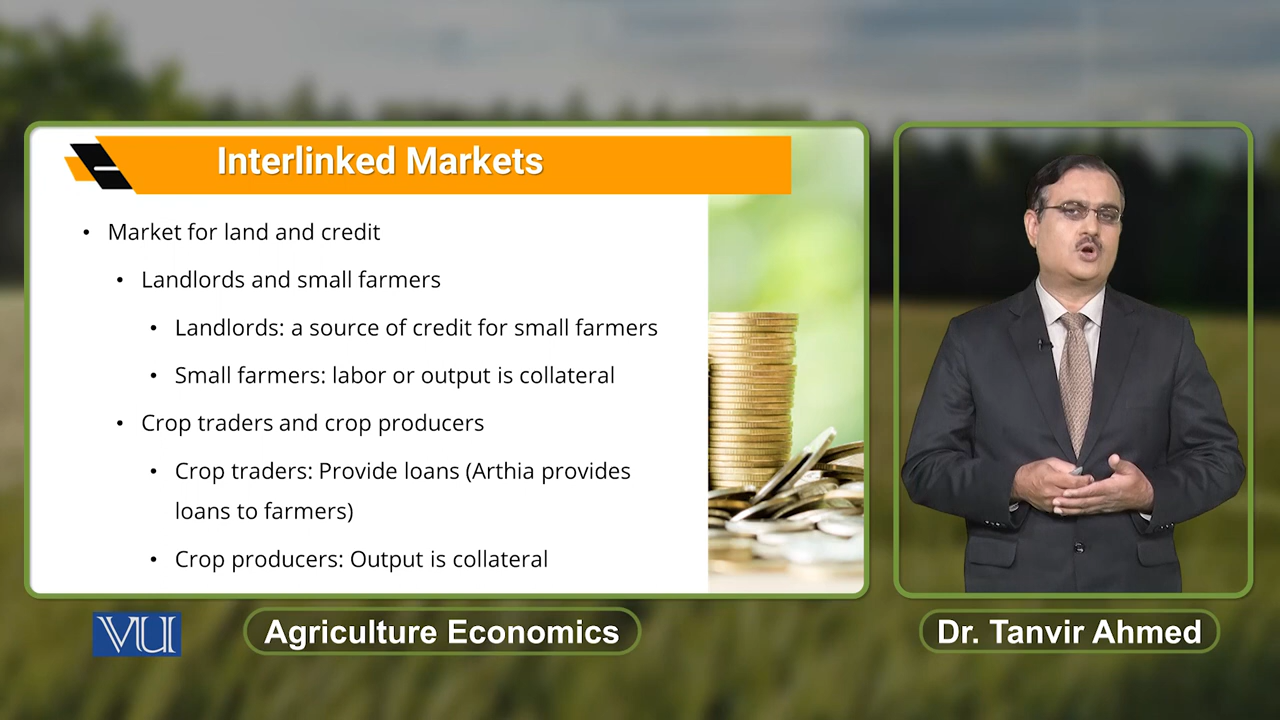 Interlinked Markets
• Market for land and credit
• Landlords and small farmers
• Landlords: a source of credit for small farmers
• Small farmers: labor or output is collateral
• Crop traders and crop producers
• Crop traders: Provide loans (Arthia provides
loans to farmers)
• Crop producers: Output is collateral
VU
Agriculture Economics
Dr. Tanvir Ahmed